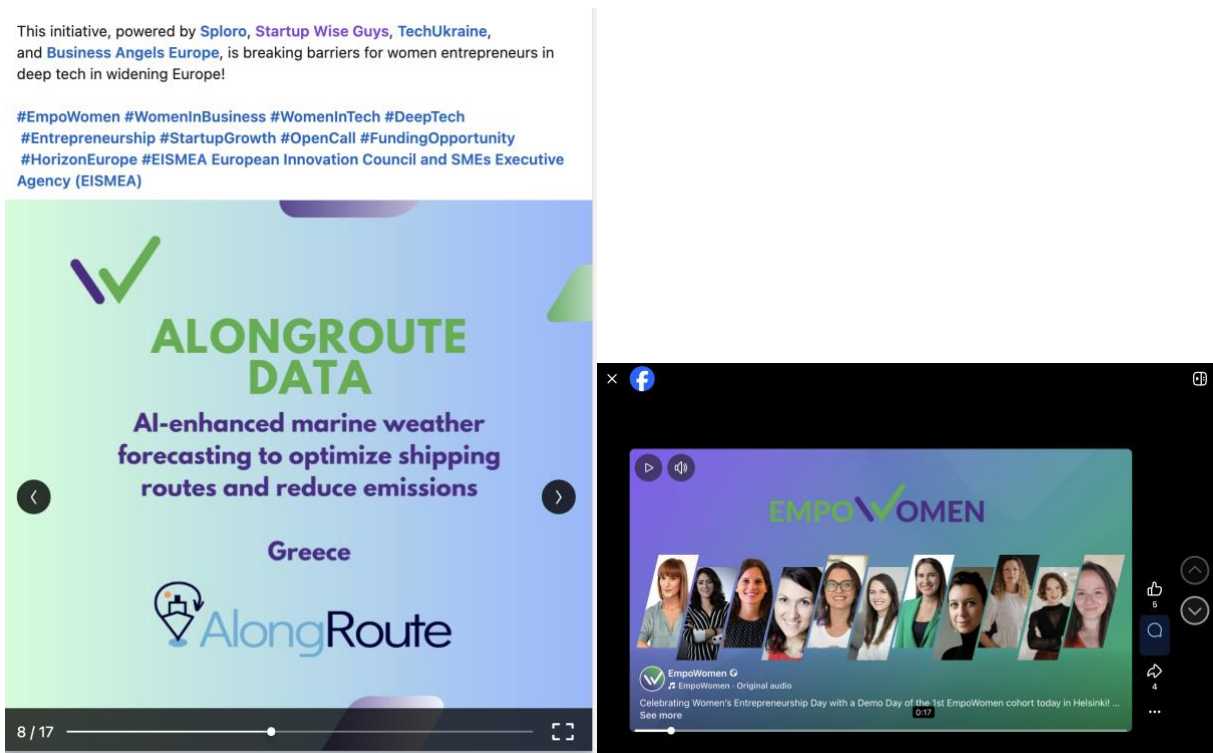 This initiative, powered by Sploro, Startup Wise Guys, TechUkraine,
and Business Angels Europe, is breaking barriers for women entrepreneurs in
deep tech in widening Europe!
#EmpoWomen #WomenInBusiness #WomenInTech #DeepTech
#Entrepreneurship #StartupGrowth #OpenCall #FundingOpportunity
#HorizonEurope #EISMEA European Innovation Council and SMEs Executive
Agency (EISMEA)
ALONGROUTE
DATA
AI-enhanced marine weather
forecasting to optimize shipping
routes and reduce emissions
Greece
AlongRoute
8 / 17
EMPOWOMEN
EmpoWomen
EmpoWomen · Original audio
Celebrating Women's Entrepreneurship Day with a Demo Day of the 1st EmpoWomen cohort today in Helsinki! ...
See more
0:17
5
4